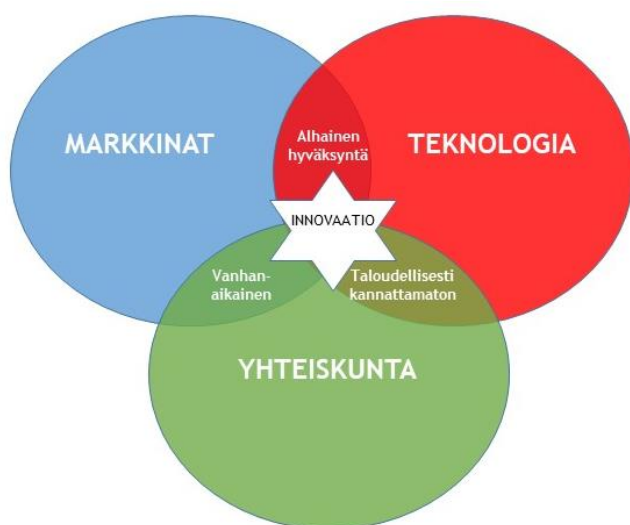 MARKKINAT
Alhainen
hyväksyntä
TEKNOLOGIA
INNOVAATIO
Vanhan-
aikainen
Taloudellisesti
kannattamaton
YHTEISKUNTA